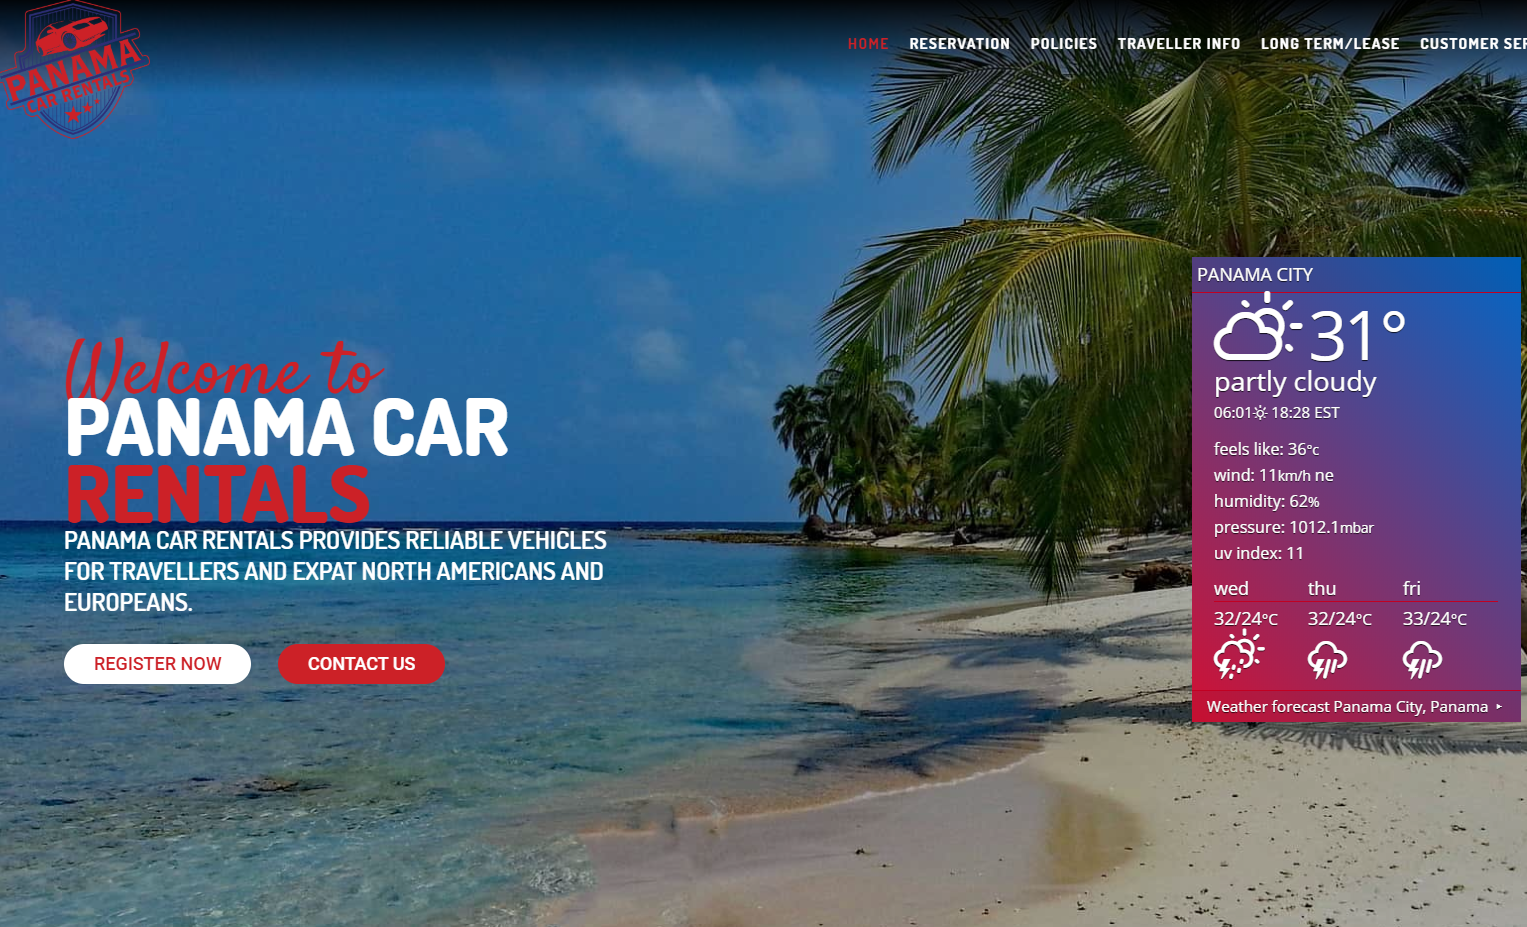 PANAMA
CAR RENTALS
HOME RESERVATION POLICIES TRAVELLER INFO LONG TERM/LEASE CUSTOMER SER
Welcome to
PANAMA CAR
RENTALS
PANAMA CAR RENTALS PROVIDES RELIABLE VEHICLES
FOR TRAVELLERS AND EXPAT NORTH AMERICANS AND
EUROPEANS.
REGISTER NOW CONTACT US
PANAMA CITY
31°
partly cloudy
06:01 18:28 EST
feels like: 36°c
wind: 11km/h ne
humidity: 62%
pressure: 1012.1mbar
uv index: 11
wed thu fri
32/24°C 32/24°C 33/24°C
Weather forecast Panama City, Panama ▸